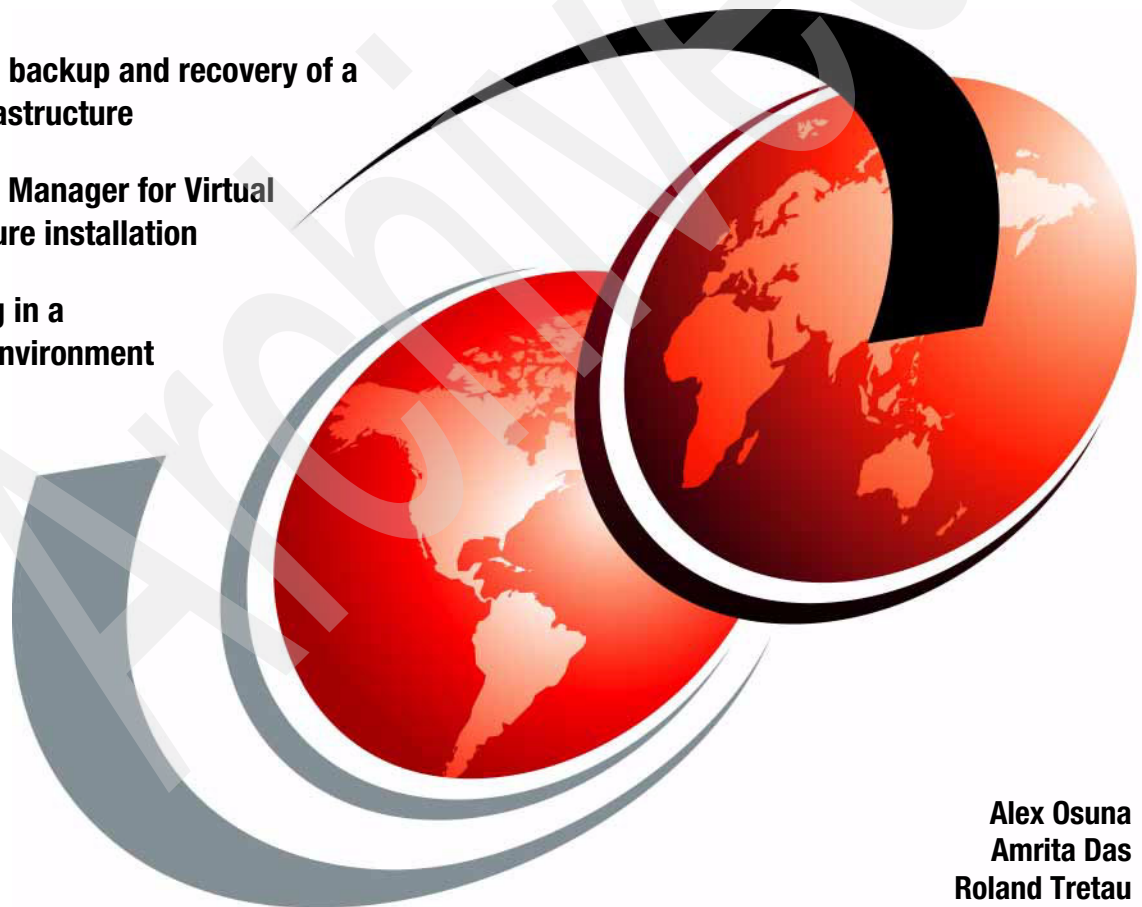 backup and recovery of a
astructure
Manager for Virtual
ure installation
g in a
nvironment
Alex Osuna
Amrita Das
Roland Tretau